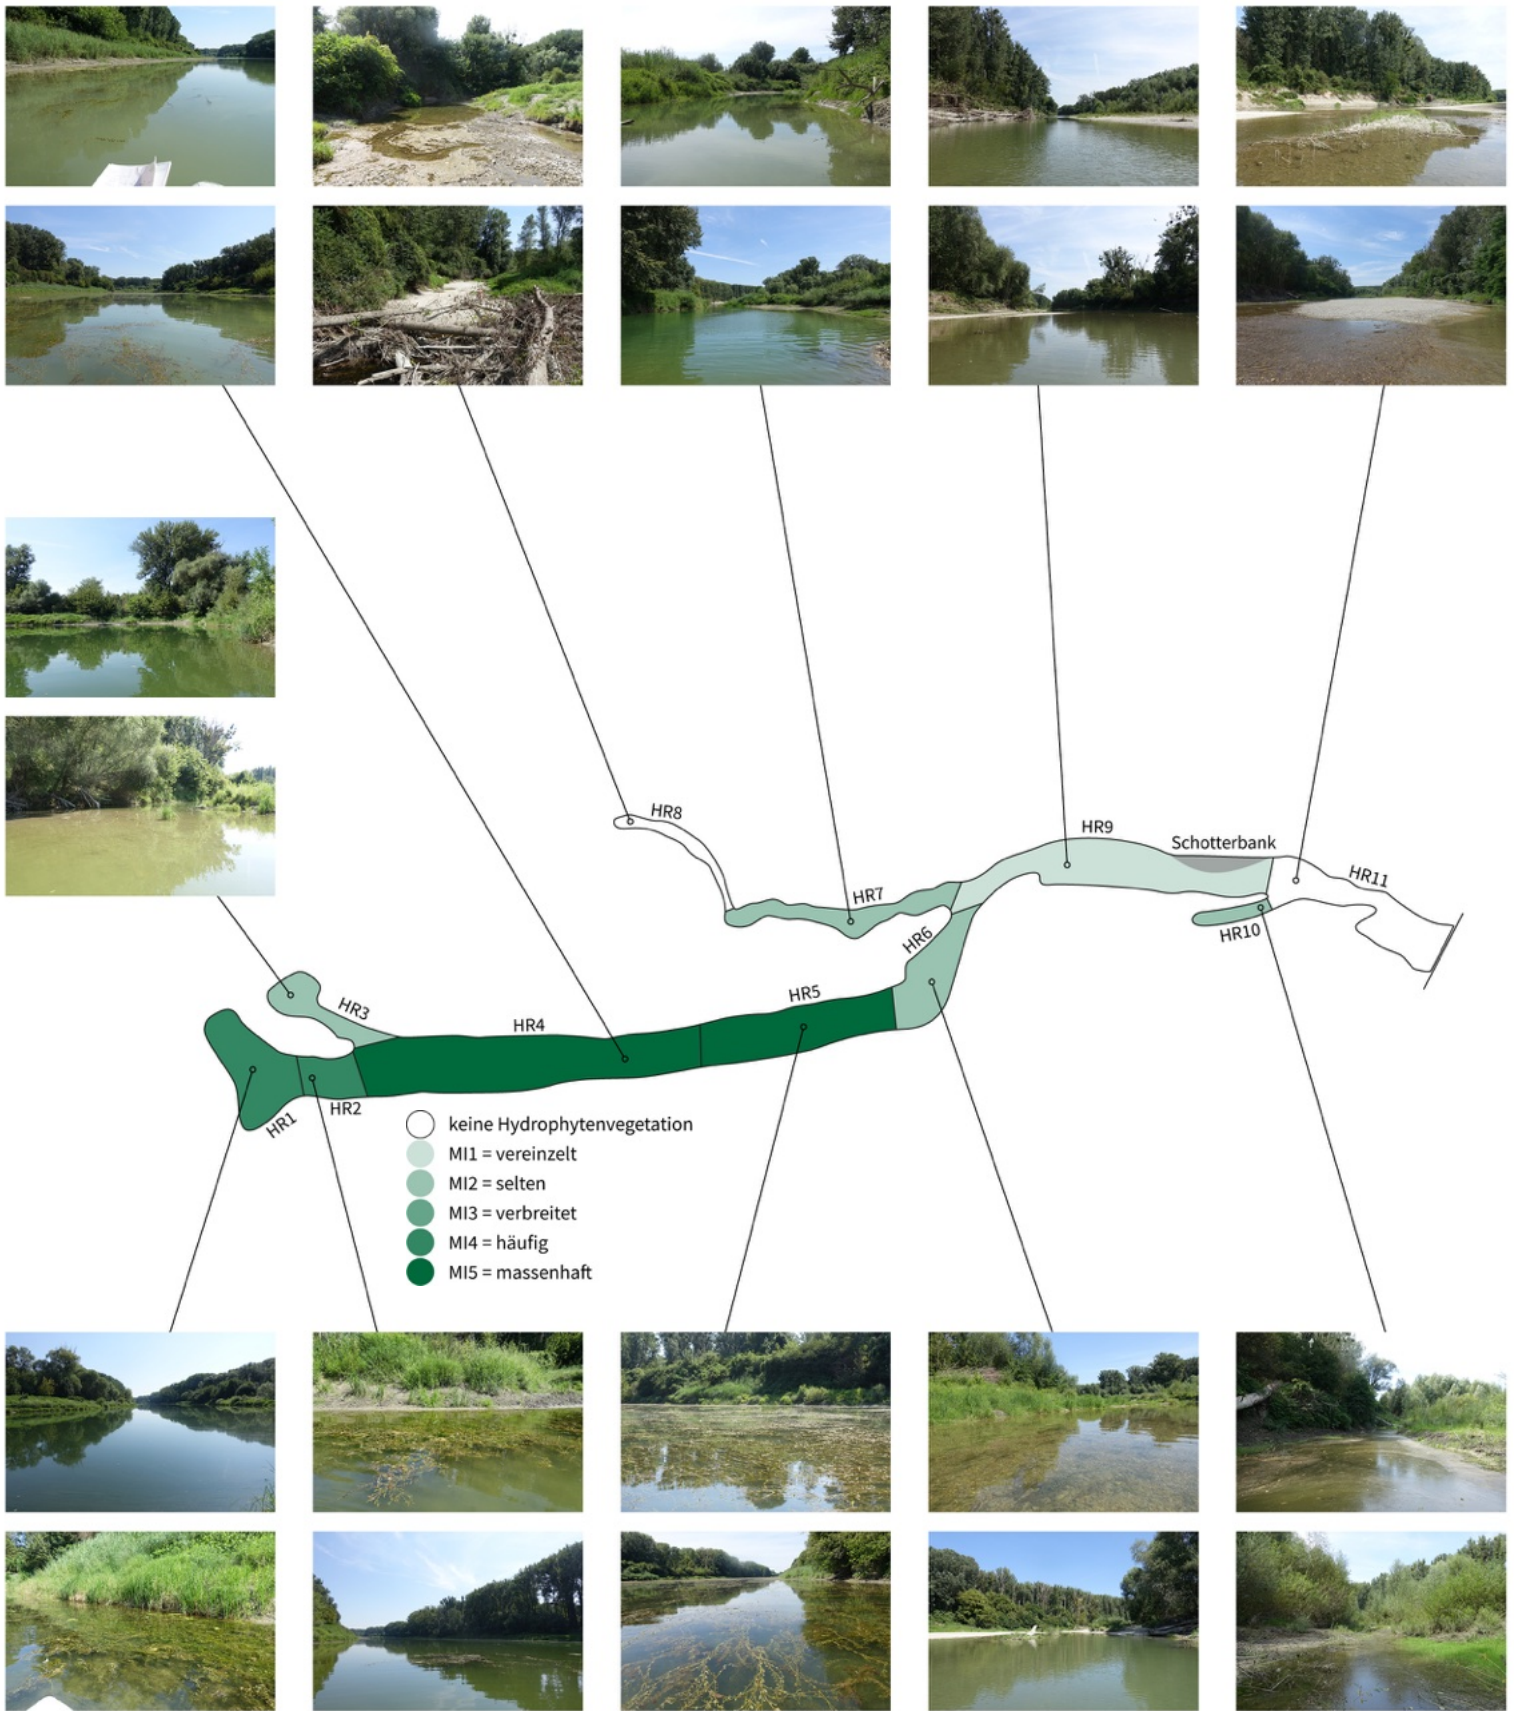 HR8
HR9
Schotterbank
HR11
HR7
HR10
HR6
HR3
HR5
HR4
HR1
HR2
keine Hydrophytenvegetation
MI1 = vereinzelt
MI2 = selten
MI3 = verbreitet
MI4 = häufig
MI5 = massenhaft